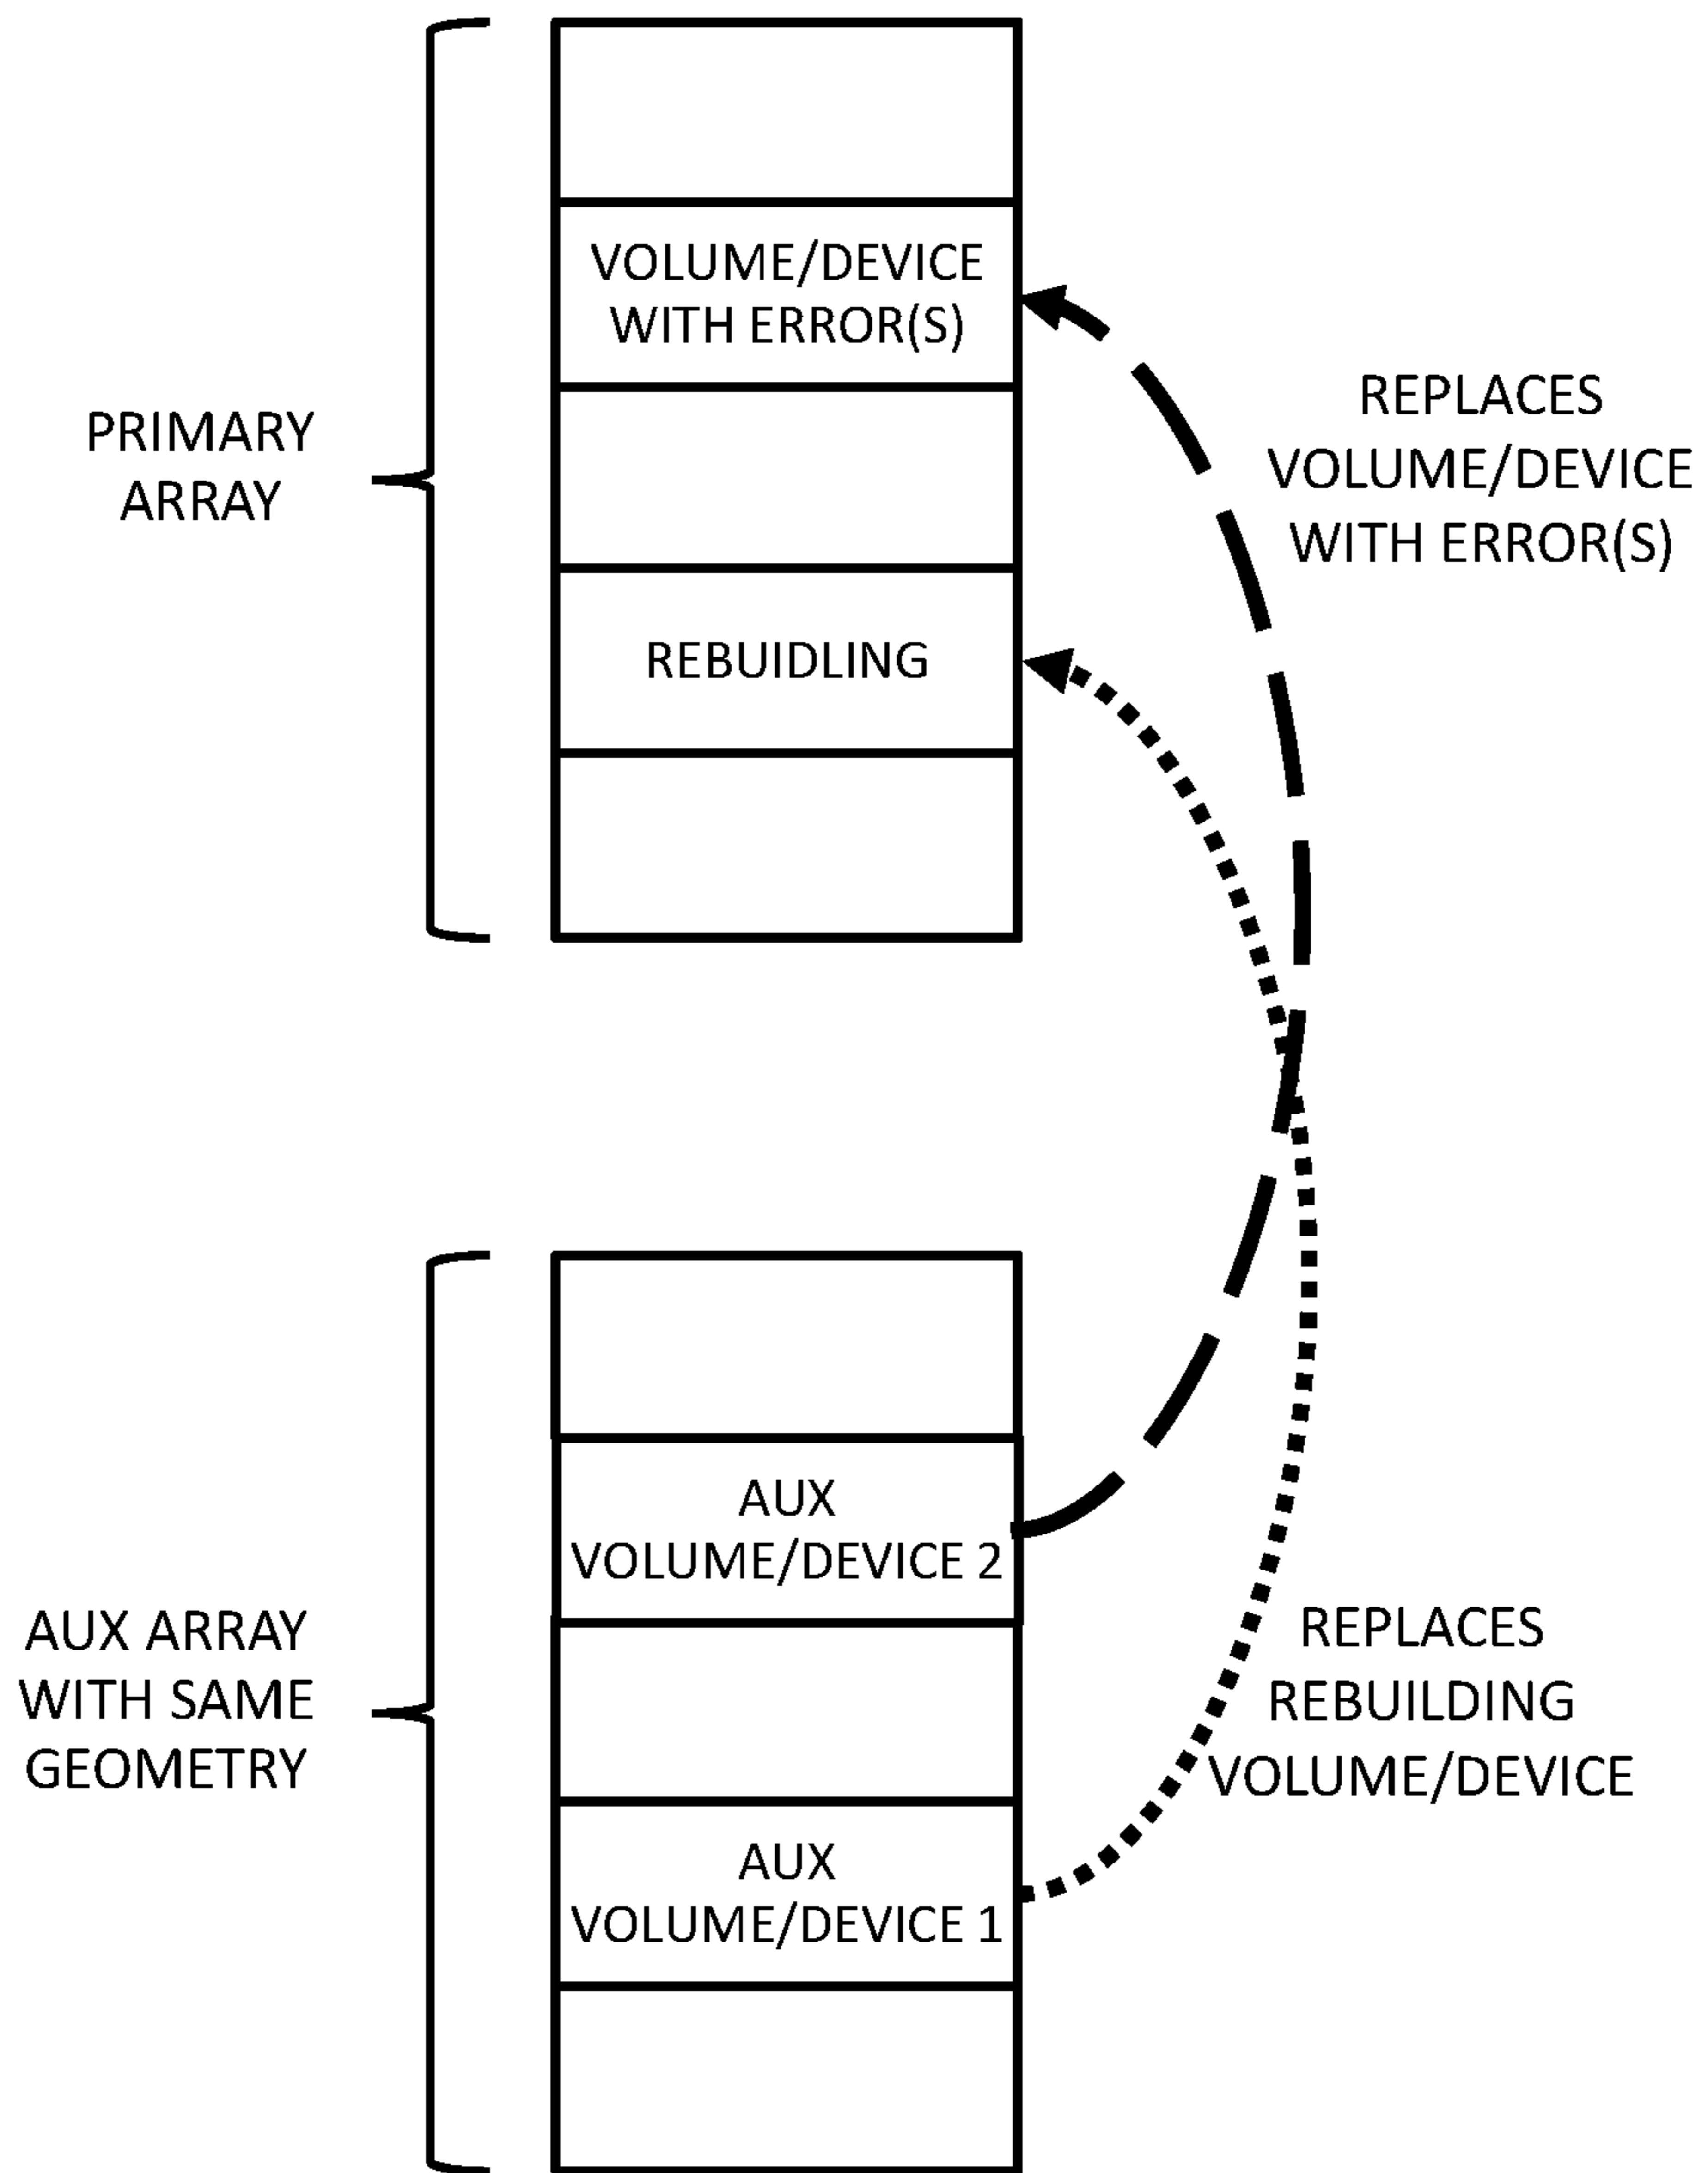 VOLUME/DEVICE
WITH ERROR(S)
PRIMARY
ARRAY
REPLACES
VOLUME/DEVICE
WITH ERROR(S)
REBUIDLING
AUX
VOLUME/DEVICE 2
AUX ARRAY
WITH SAME
GEOMETRY
REPLACES
REBUILDING
VOLUME/DEVICE
AUX
VOLUME/DEVICE 1